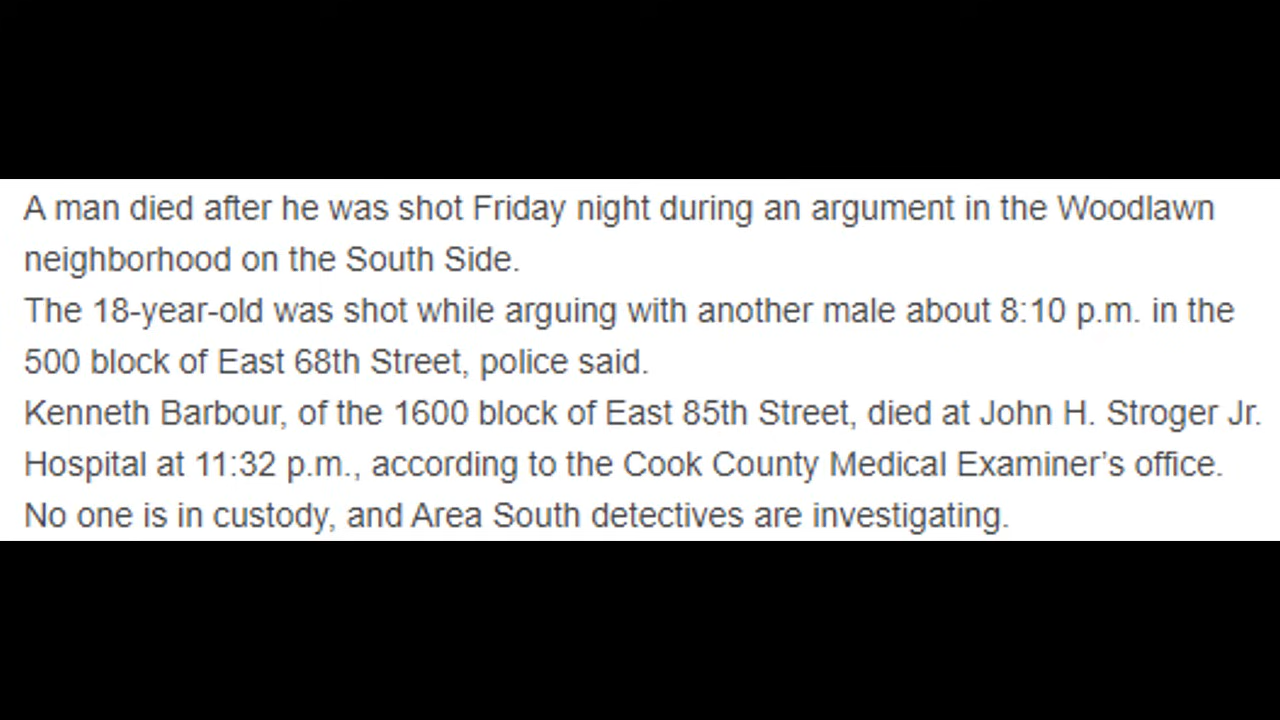 A man died after he was shot Friday night during an argument in the Woodlawn
neighborhood on the South Side.
The 18-year-old was shot while arguing with another male about 8:10 p.m. in the
500 block of East 68th Street, police said.
Kenneth Barbour, of the 1600 block of East 85th Street, died at John H. Stroger Jr.
Hospital at 11:32 p.m., according to the Cook County Medical Examiner’s office.
No one is in custody, and Area South detectives are investigating.